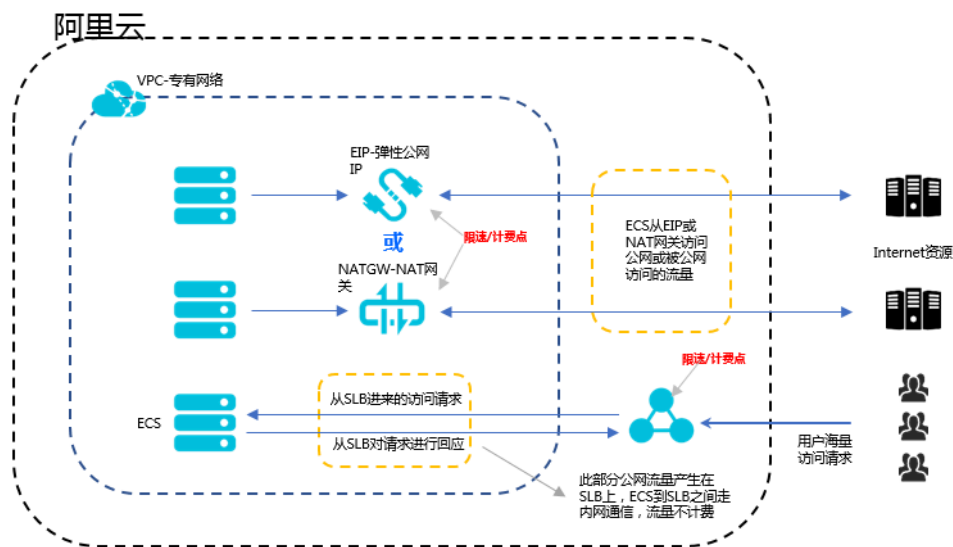 阿里云
VPC-专有网络
EIP-弹性公网
IP
或
限速/计费点
NATGW-NAT网
关
ECS从EIP或
NAT网关访问
公网或被公网
访问的流量
Internet资源
限速/计费点
从SLB进来的访问请求
ECS
从SLB对请求进行回应
用户海量
访问请求
此部分公网流量产生在
SLB上，ECS到SLB之间走
内网通信，流量不计费